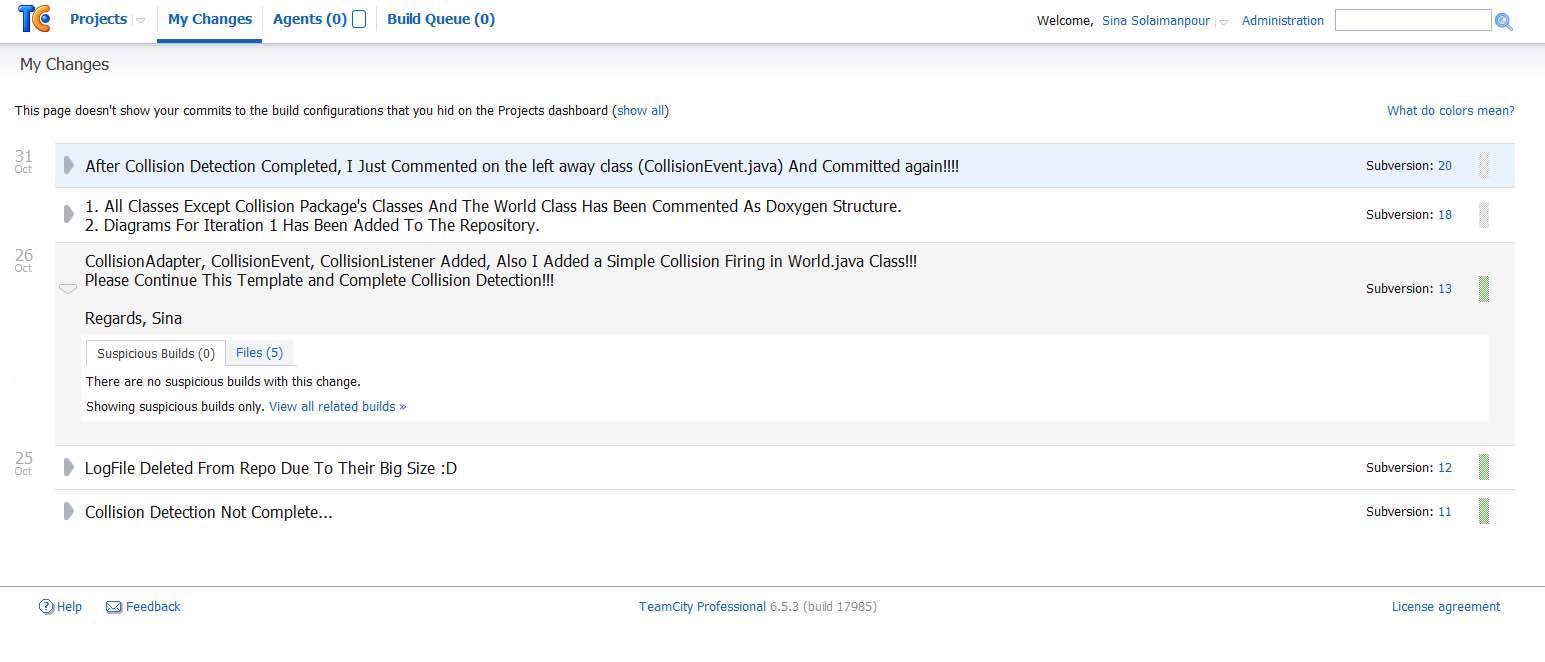 TC Projects My Changes Agents (0) Build Queue (0) Welcome, Sina Solaimanpour Administration
My Changes
This page doesn't show your commits to the build configurations that you hid on the Projects dashboard (show all) What do colors mean?
31
Oct
After Collision Detection Completed, I Just Commented on the left away class (CollisionEvent.java) And Committed again!!!! Subversion: 20
1. All Classes Except Collision Package's Classes And The World Class Has Been Commented As Doxygen Structure.
2. Diagrams For Iteration 1 Has Been Added To The Repository.
Subversion: 18
26
Oct
CollisionAdapter, CollisionEvent, CollisionListener Added, Also I Added a Simple Collision Firing in World.java Class!!!
Please Continue This Template and Complete Collision Detection!!!
Subversion: 13
Regards, Sina
Suspicious Builds (0) Files (5)
There are no suspicious builds with this change.
Showing suspicious builds only. View all related builds »
25
Oct
LogFile Deleted From Repo Due To Their Big Size :D Subversion: 12
Collision Detection Not Complete... Subversion: 11
? Help Feedback TeamCity Professional 6.5.3 (build 17985) License agreement